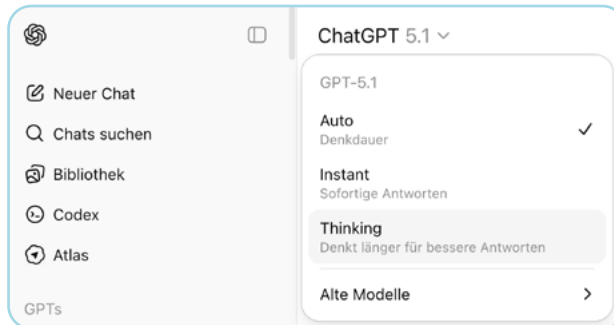 Neuer Chat
Chats suchen
Bibliothek
Codex
Atlas
GPTs
ChatGPT 5.1
GPT-5.1
Auto
Denkdauer
Instant
Sofortige Antworten
Thinking
Denkt länger für bessere Antworten
Alte Modelle